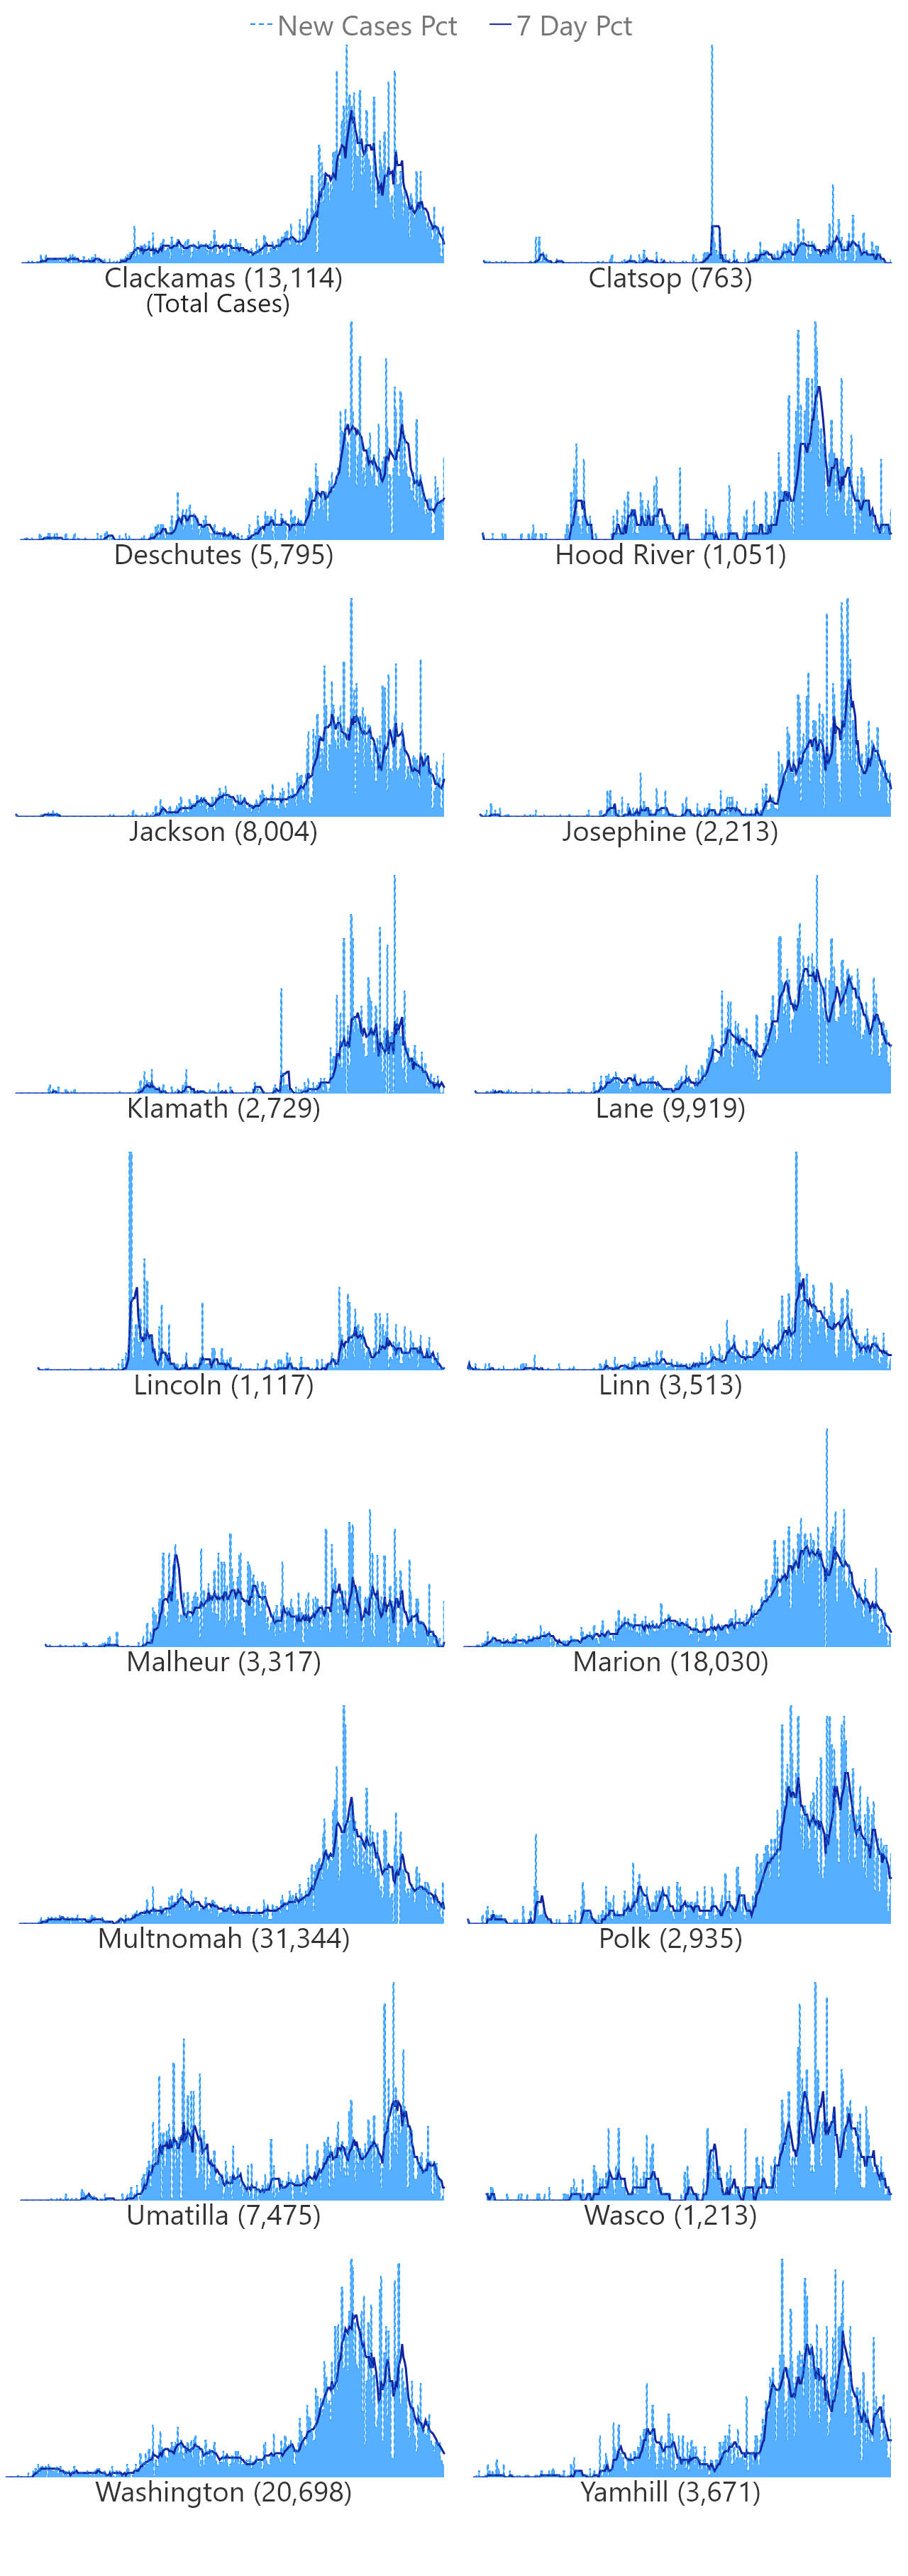 New Cases Pct 7 Day Pct
Clackamas (13,114) Clatsop (763)
(Total Cases)
Deschutes (5,795) Hood River (1,051)
Jackson (8,004) Josephine (2,213)
Klamath (2,729) Lane (9,919)
Lincoln (1,117) Linn (3,513)
Malheur (3,317) Marion (18,030)
Multnomah (31,344) Polk (2,935)
Umatilla (7,475) Wasco (1,213)
Washington (20,698) Yamhill (3,671)